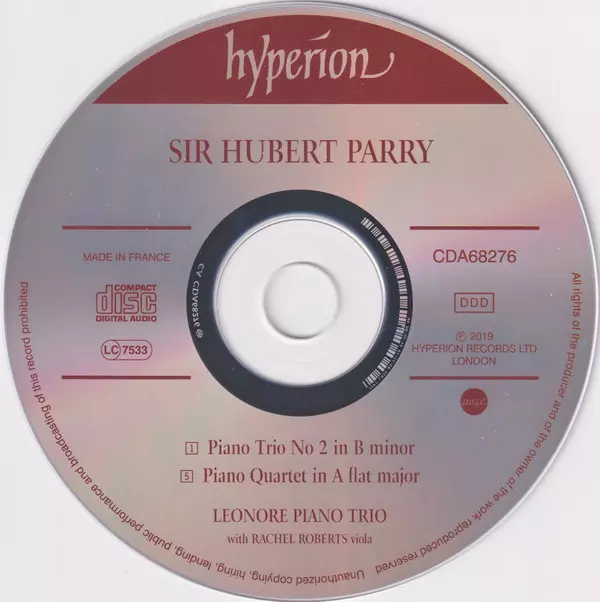 hyperion
SIR HUBERT PARRY
MADE IN FRANCE
COMPACT
disc
DIGITAL AUDIO
LC 7533
CDA68276
DDD
℗ 2019
HYPERION RECORDS LTD
LONDON
mcps
1 Piano Trio No 2 in B minor
5 Piano Quartet in A flat major
LEONORE PIANO TRIO
with RACHEL ROBERTS viola
All rights of the producer and of the owner of the work reproduced reserved
Unauthorized copying, hiring, lending, public performance and broadcasting of this record prohibited